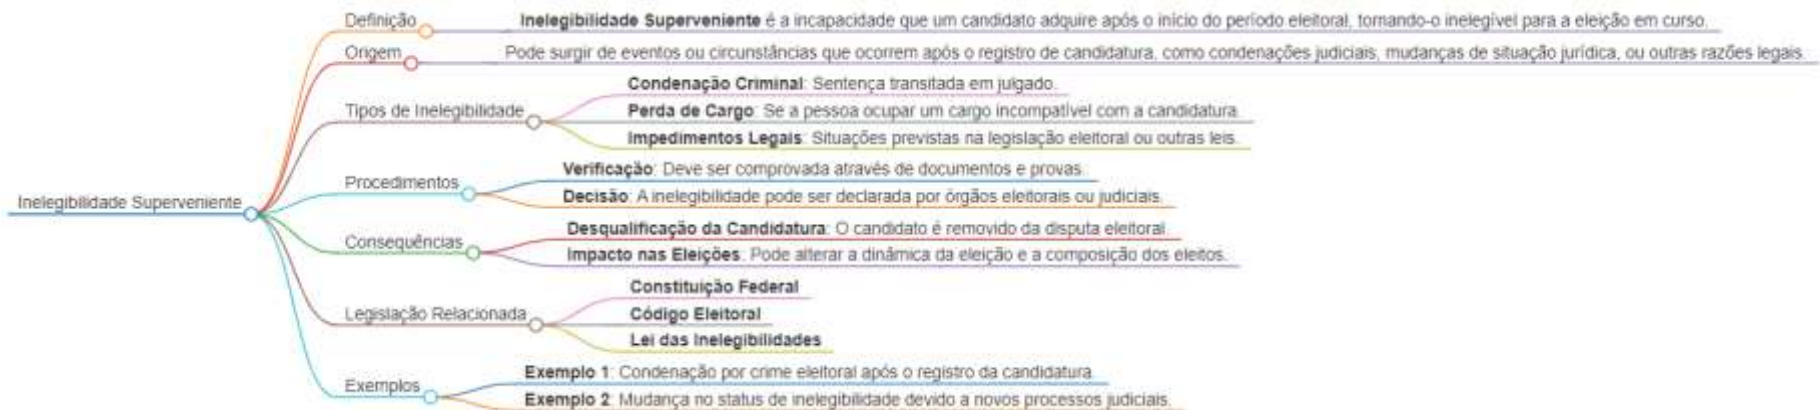 Definição
Inelegibilidade Superveniente é a incapacidade que um candidato adquire após o início do período eleitoral, tornando-o inelegível para a eleição em curso.
Origem
Pode surgir de eventos ou circunstâncias que ocorrem após o registro de candidatura, como condenações judiciais, mudanças de situação jurídica, ou outras razões legais.
Tipos de Inelegibilidade
Condenação Criminal: Sentença transitada em julgado.
Perda de Cargo: Se a pessoa ocupar um cargo incompatível com a candidatura.
Impedimentos Legais: Situações previstas na legislação eleitoral ou outras leis.
Inelegibilidade Superveniente
Procedimentos
Verificação: Deve ser comprovada através de documentos e provas.
Decisão: A inelegibilidade pode ser declarada por órgãos eleitorais ou judiciais.
Consequências
Desqualificação da Candidatura: O candidato é removido da disputa eleitoral.
Impacto nas Eleições: Pode alterar a dinâmica da eleição e a composição dos eleitos.
Legislação Relacionada
Constituição Federal
Código Eleitoral
Lei das Inelegibilidades
Exemplos
Exemplo 1: Condenação por crime eleitoral após o registro da candidatura.
Exemplo 2: Mudança no status de inelegibilidade devido a novos processos judiciais.